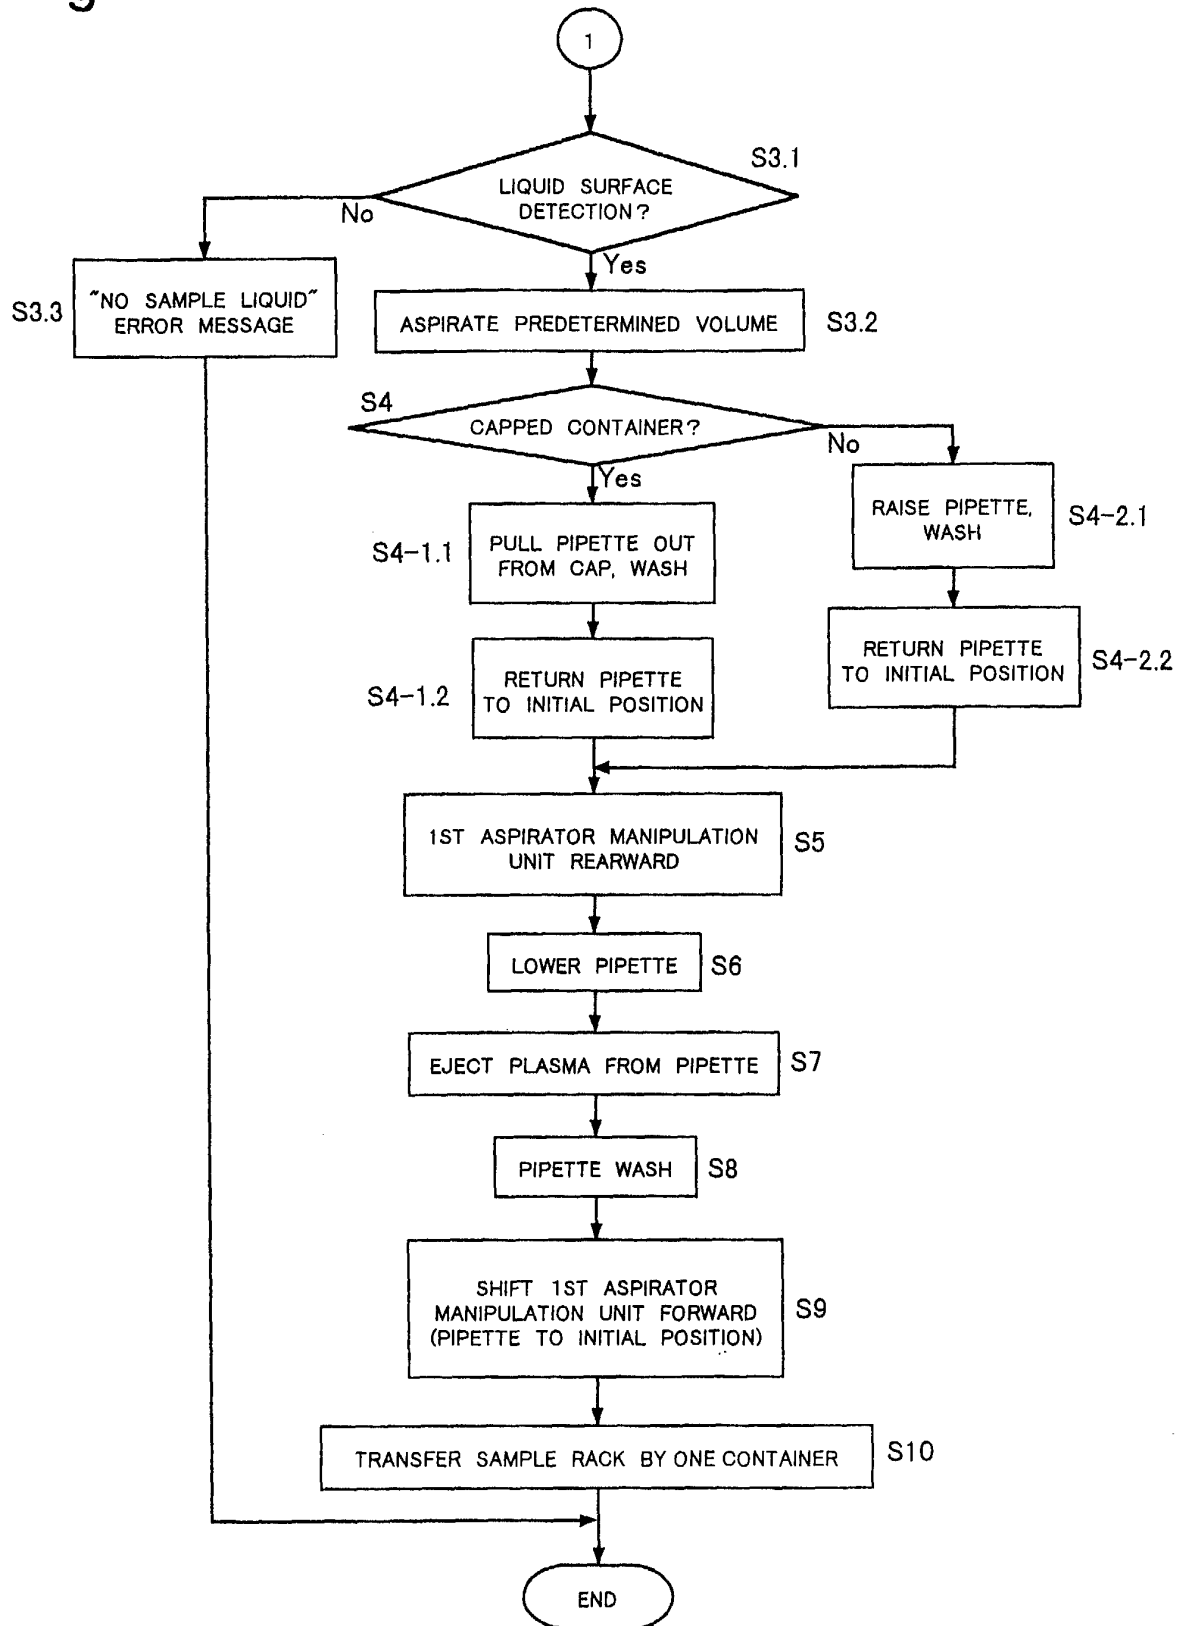 1
S3.1
LIQUID SURFACE
DETECTION?
No
Yes
S3.3
"NO SAMPLE LIQUID"
ERROR MESSAGE
ASPIRATE PREDETERMINED VOLUME
S3.2
S4
CAPPED CONTAINER?
No
Yes
S4-1.1
PULL PIPETTE OUT
FROM CAP, WASH
RAISE PIPETTE,
WASH
S4-2.1
S4-1.2
RETURN PIPETTE
TO INITIAL POSITION
RETURN PIPETTE
TO INITIAL POSITION
S4-2.2
1ST ASPIRATOR MANIPULATION
UNIT REARWARD
S5
LOWER PIPETTE
S6
EJECT PLASMA FROM PIPETTE
S7
PIPETTE WASH
S8
SHIFT 1ST ASPIRATOR
MANIPULATION UNIT FORWARD
(PIPETTE TO INITIAL POSITION)
S9
TRANSFER SAMPLE RACK BY ONE CONTAINER
S10
END